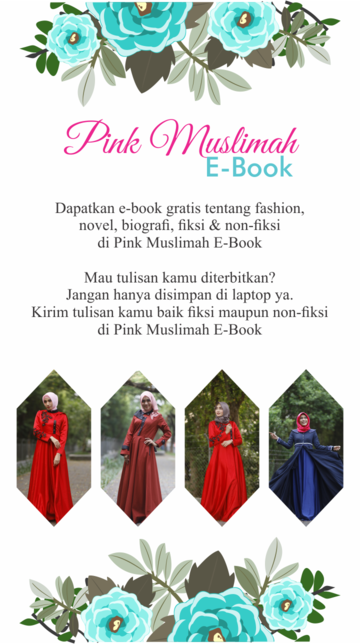 Pink Muslimah
E-Book
Dapatkan e-book gratis tentang fashion,
novel, biografi, fiksi & non-fiksi
di Pink Muslimah E-Book
Mau tulisan kamu diterbitkan?
Jangan hanya disimpan di laptop ya.
Kirim tulisan kamu baik fiksi maupun non-fiksi
di Pink Muslimah E-Book